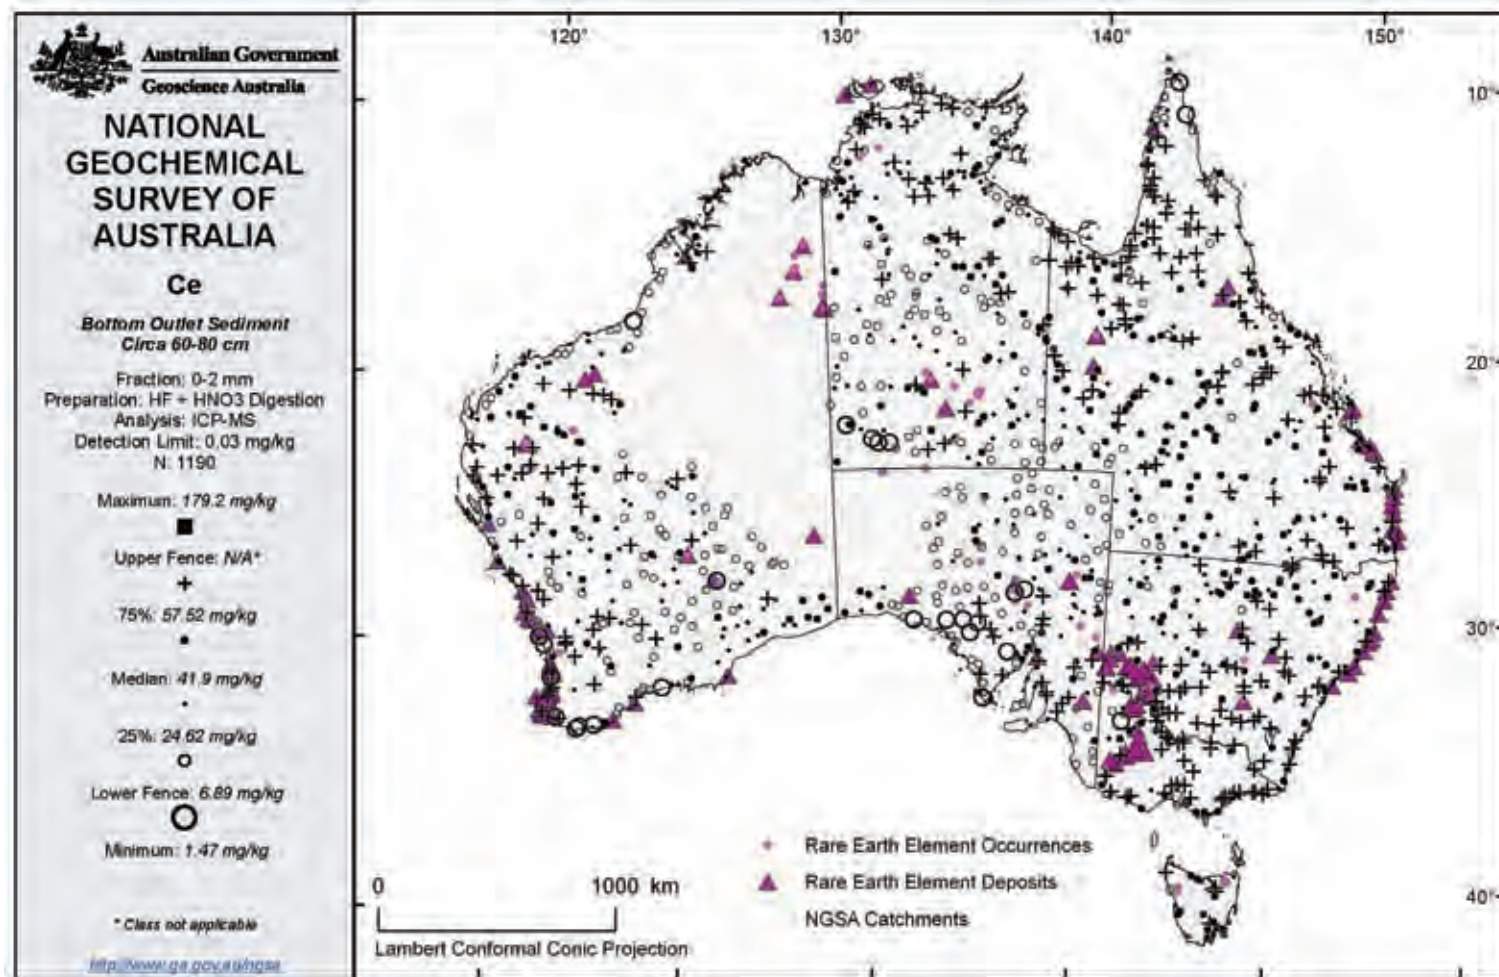 Australian Government
Geoscience Australia
NATIONAL
GEOCHEMICAL
SURVEY OF
AUSTRALIA
Ce
Bottom Outlet Sediment
Circa 60-80 cm
Fraction: 0-2 mm
Preparation: HF + HNO3 Digestion
Analysis: ICP-MS
Detection Limit: 0.03 mg/kg
N: 1190
Maximum: 179.2 mg/kg
Upper Fence: N/A*
75%: 57.52 mg/kg
Median: 41.9 mg/kg
25%: 24.62 mg/kg
Lower Fence: 6.89 mg/kg
Minimum: 1.47 mg/kg
* Class not applicable
http://www.ga.gov.au/ngsa
120° 130° 140° 150°
10°
20°
30°
40°
Rare Earth Element Occurrences
Rare Earth Element Deposits
NGSA Catchments
0 1000 km
Lambert Conformal Conic Projection